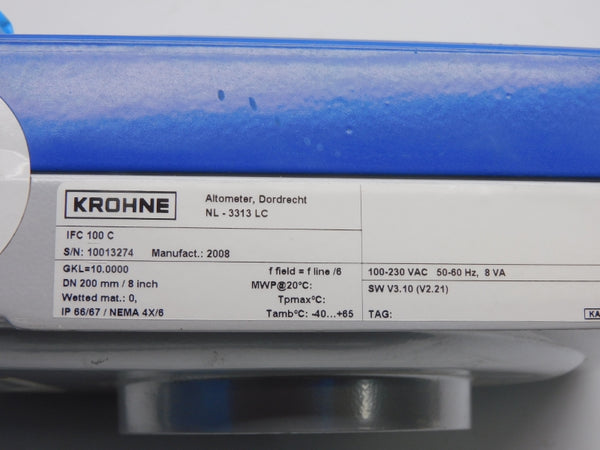 KROHNE
Altometer, Dordrecht
NL - 3313 LC
IFC 100 C
S/N: 10013274 Manufact.: 2008
GKL=10.0000 f field = f line /6
DN 200 mm / 8 inch MWP@20°C:
Wetted mat.: 0, Tpmax°C:
IP 66/67 / NEMA 4X/6 Tamb°C: -40...+65
100-230 VAC 50-60 Hz, 8 VA
SW V3.10 (V2.21)
TAG:
KA